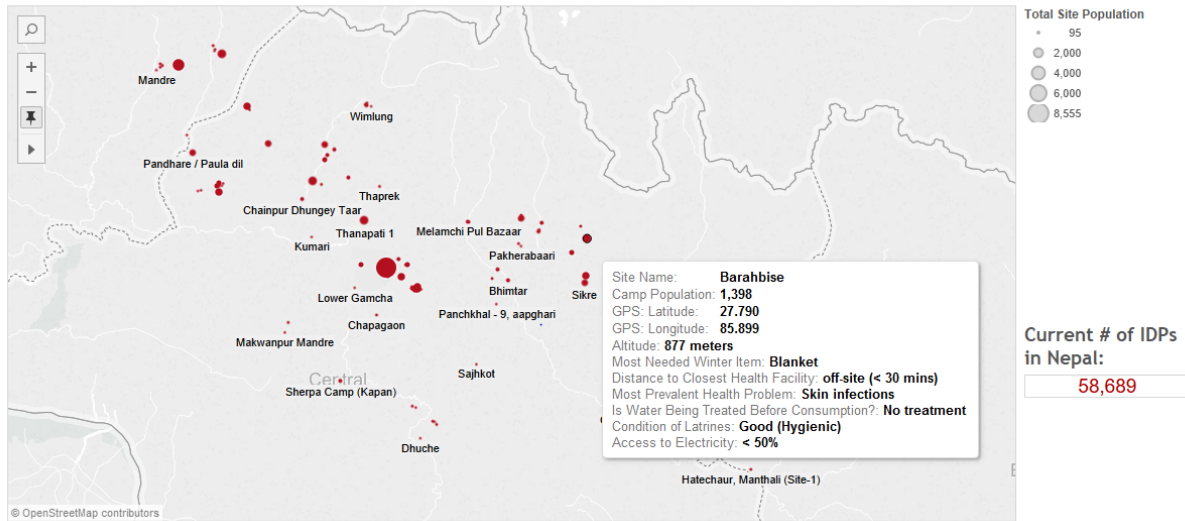 Mandre
Wimlung
Pandhare / Paula dil
Thaprek
Chainpur Dhungey Taar
Thanapati 1
Melamchi Pul Bazaar
Kumari
Pakherabaari
Lower Gamcha
Bhimtar
Sikre
Panchkhal - 9, aapghari
Chapagaon
Makwanpur Mandre
Sajhkot
Central
Sherpa Camp (Kapan)
Dhuche
Hatechaur, Manthali (Site-1)
© OpenStreetMap contributors
Site Name: Barahbise
Camp Population: 1,398
GPS: Latitude: 27.790
GPS: Longitude: 85.899
Altitude: 877 meters
Most Needed Winter Item: Blanket
Distance to Closest Health Facility: off-site (< 30 mins)
Most Prevalent Health Problem: Skin infections
Is Water Being Treated Before Consumption?: No treatment
Condition of Latrines: Good (Hygienic)
Access to Electricity: < 50%
Total Site Population
95
2,000
4,000
6,000
8,555
Current # of IDPs
in Nepal:
58,689